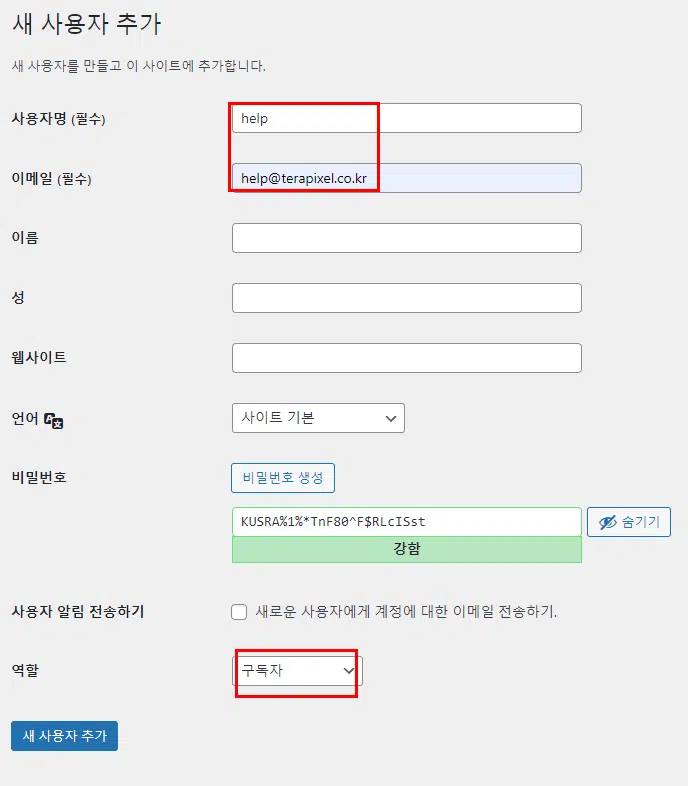 새 사용자 추가
새 사용자를 만들고 이 사이트에 추가합니다.
사용자명 (필수) help
이메일 (필수) help@terapixel.co.kr
이름
성
웹사이트
언어 사이트 기본
비밀번호 비밀번호 생성
KUSRA%1%*TnF80^F$RLcISst 숨기기
강함
사용자 알림 전송하기 새로운 사용자에게 계정에 대한 이메일 전송하기.
역할 구독자
새 사용자 추가